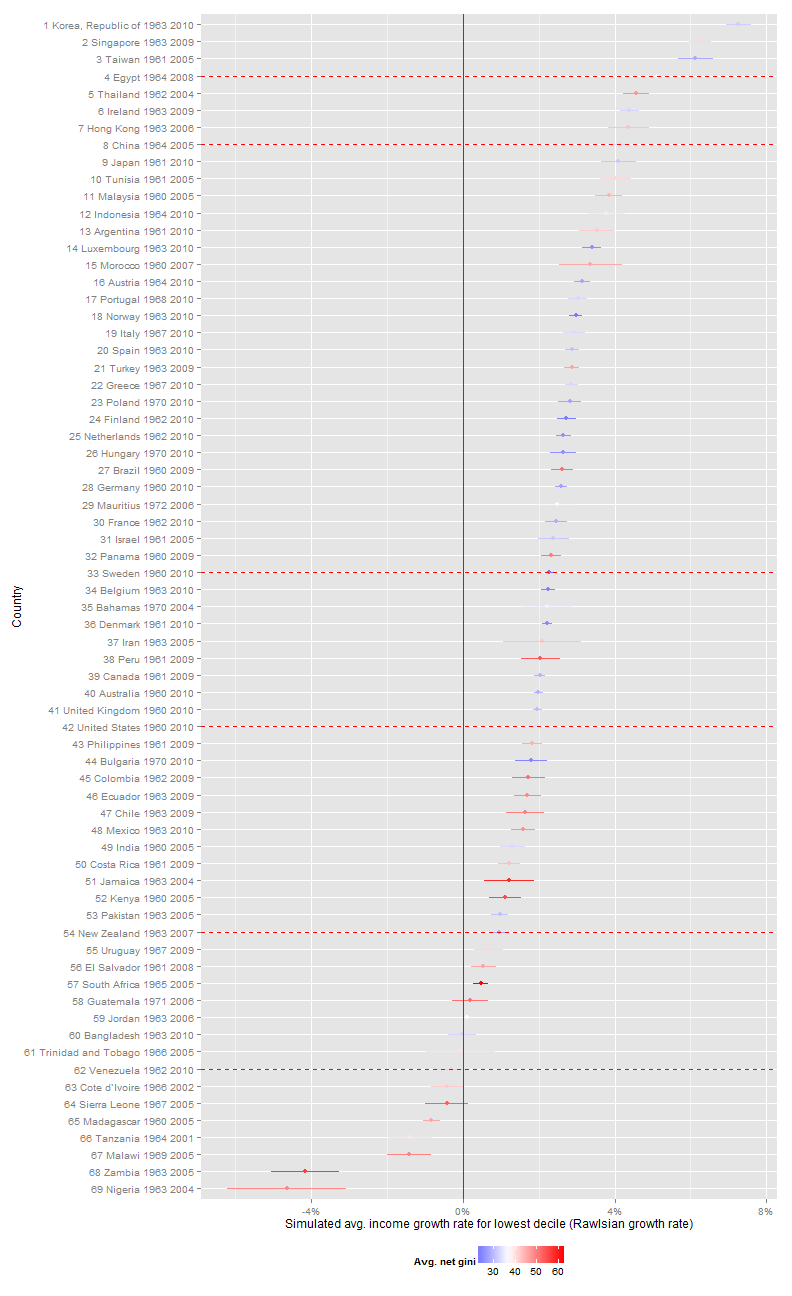 1 Korea, Republic of 1963 2010
2 Singapore 1963 2009
3 Taiwan 1961 2005
4 Egypt 1964 2008
5 Thailand 1962 2004
6 Ireland 1963 2009
7 Hong Kong 1963 2006
8 China 1964 2005
9 Japan 1961 2010
10 Tunisia 1961 2005
11 Malaysia 1960 2005
12 Indonesia 1964 2010
13 Argentina 1961 2010
14 Luxembourg 1963 2010
15 Morocco 1960 2007
16 Austria 1964 2010
17 Portugal 1968 2010
18 Norway 1963 2010
19 Italy 1967 2010
20 Spain 1963 2010
21 Turkey 1963 2009
22 Greece 1967 2010
23 Poland 1970 2010
24 Finland 1962 2010
25 Netherlands 1962 2010
26 Hungary 1970 2010
27 Brazil 1960 2009
28 Germany 1960 2010
29 Mauritius 1972 2006
30 France 1962 2010
31 Israel 1961 2005
32 Panama 1960 2009
33 Sweden 1960 2010
34 Belgium 1963 2010
35 Bahamas 1970 2004
36 Denmark 1961 2010
37 Iran 1963 2005
38 Peru 1961 2009
39 Canada 1961 2009
40 Australia 1960 2010
41 United Kingdom 1960 2010
42 United States 1960 2010
43 Philippines 1961 2009
44 Bulgaria 1970 2010
45 Colombia 1962 2009
46 Ecuador 1963 2009
47 Chile 1963 2009
48 Mexico 1963 2010
49 India 1960 2005
50 Costa Rica 1961 2009
51 Jamaica 1963 2004
52 Kenya 1960 2005
53 Pakistan 1963 2005
54 New Zealand 1963 2007
55 Uruguay 1967 2009
56 El Salvador 1961 2008
57 South Africa 1965 2005
58 Guatemala 1971 2006
59 Jordan 1963 2006
60 Bangladesh 1963 2010
61 Trinidad and Tobago 1966 2005
62 Venezuela 1962 2010
63 Cote d`Ivoire 1966 2002
64 Sierra Leone 1967 2005
65 Madagascar 1960 2005
66 Tanzania 1964 2001
67 Malawi 1969 2005
68 Zambia 1963 2005
69 Nigeria 1963 2004
Country
-4% 0% 4% 8%
Simulated avg. income growth rate for lowest decile (Rawlsian growth rate)
Avg. net gini
30 40 50 60